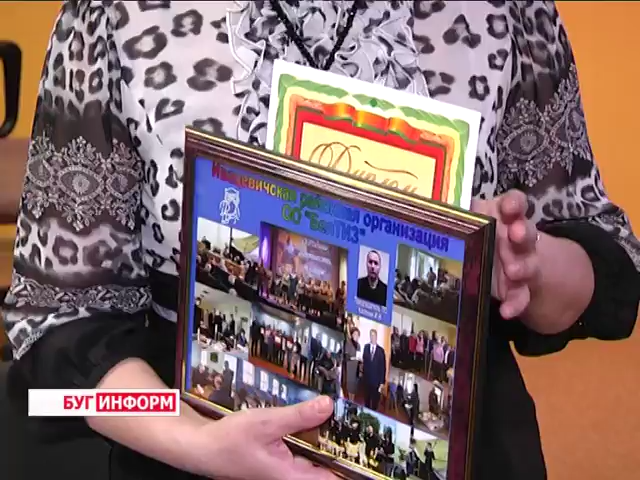 Диплом
Ивацевичская районная организация
ОО "БелТИЗ"
БУГИНФОРМ